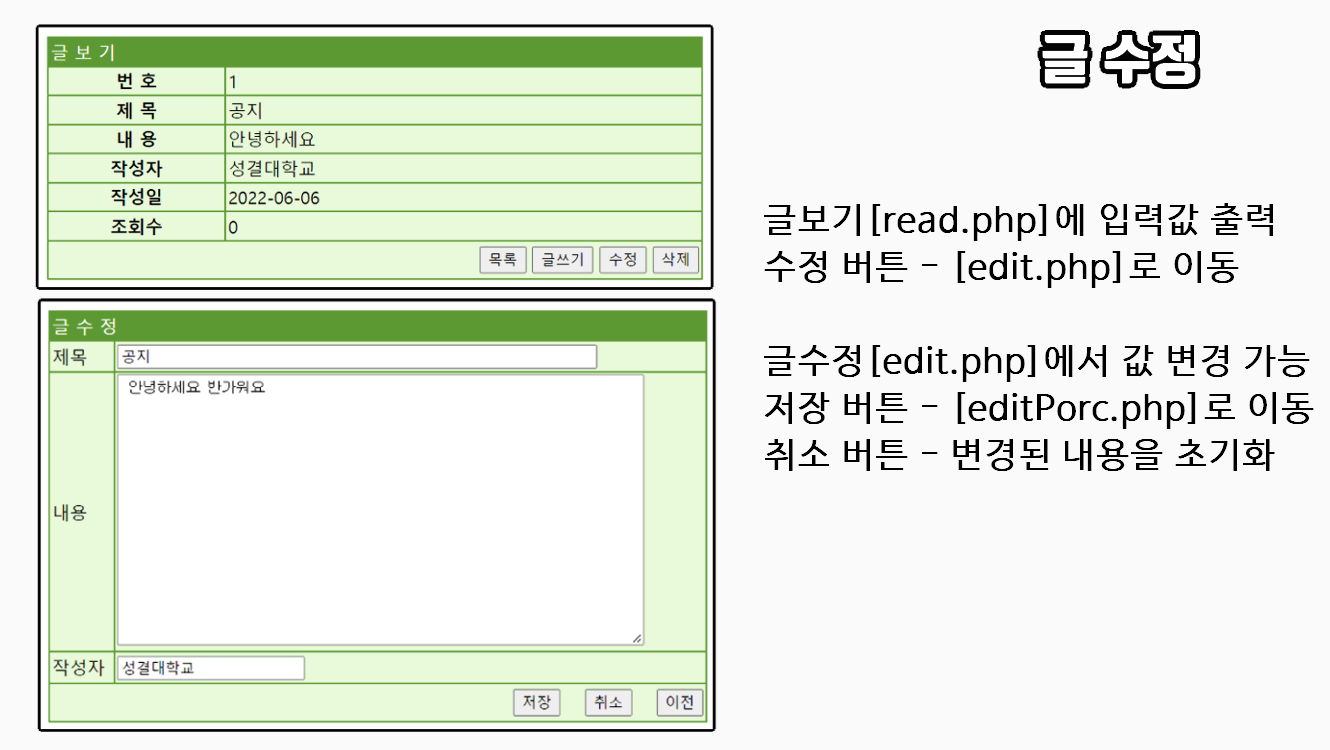 글 수정
글 보 기
번 호 1
제 목 공지
내 용 안녕하세요
작성자 성결대학교
작성일 2022-06-06
조회수 0
목록 글쓰기 수정 삭제
글 수 정
제목 공지
내용 안녕하세요 반가워요
작성자 성결대학교
저장 취소 이전
글보기[read.php]에 입력값 출력
수정 버튼 - [edit.php]로 이동
글수정[edit.php]에서 값 변경 가능
저장 버튼 - [editPorc.php]로 이동
취소 버튼 - 변경된 내용을 초기화